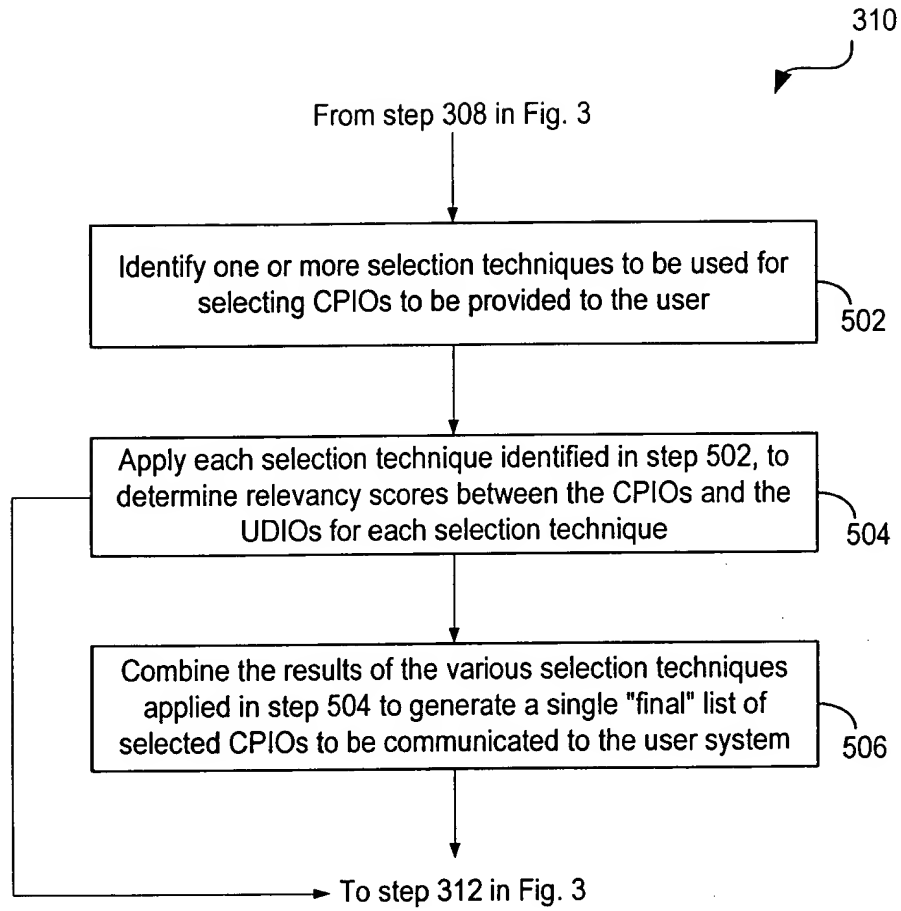 310
From step 308 in Fig. 3
Identify one or more selection techniques to be used for
selecting CPIOs to be provided to the user
502
Apply each selection technique identified in step 502, to
determine relevancy scores between the CPIOs and the
UDIOs for each selection technique
504
Combine the results of the various selection techniques
applied in step 504 to generate a single "final" list of
selected CPIOs to be communicated to the user system
506
To step 312 in Fig. 3